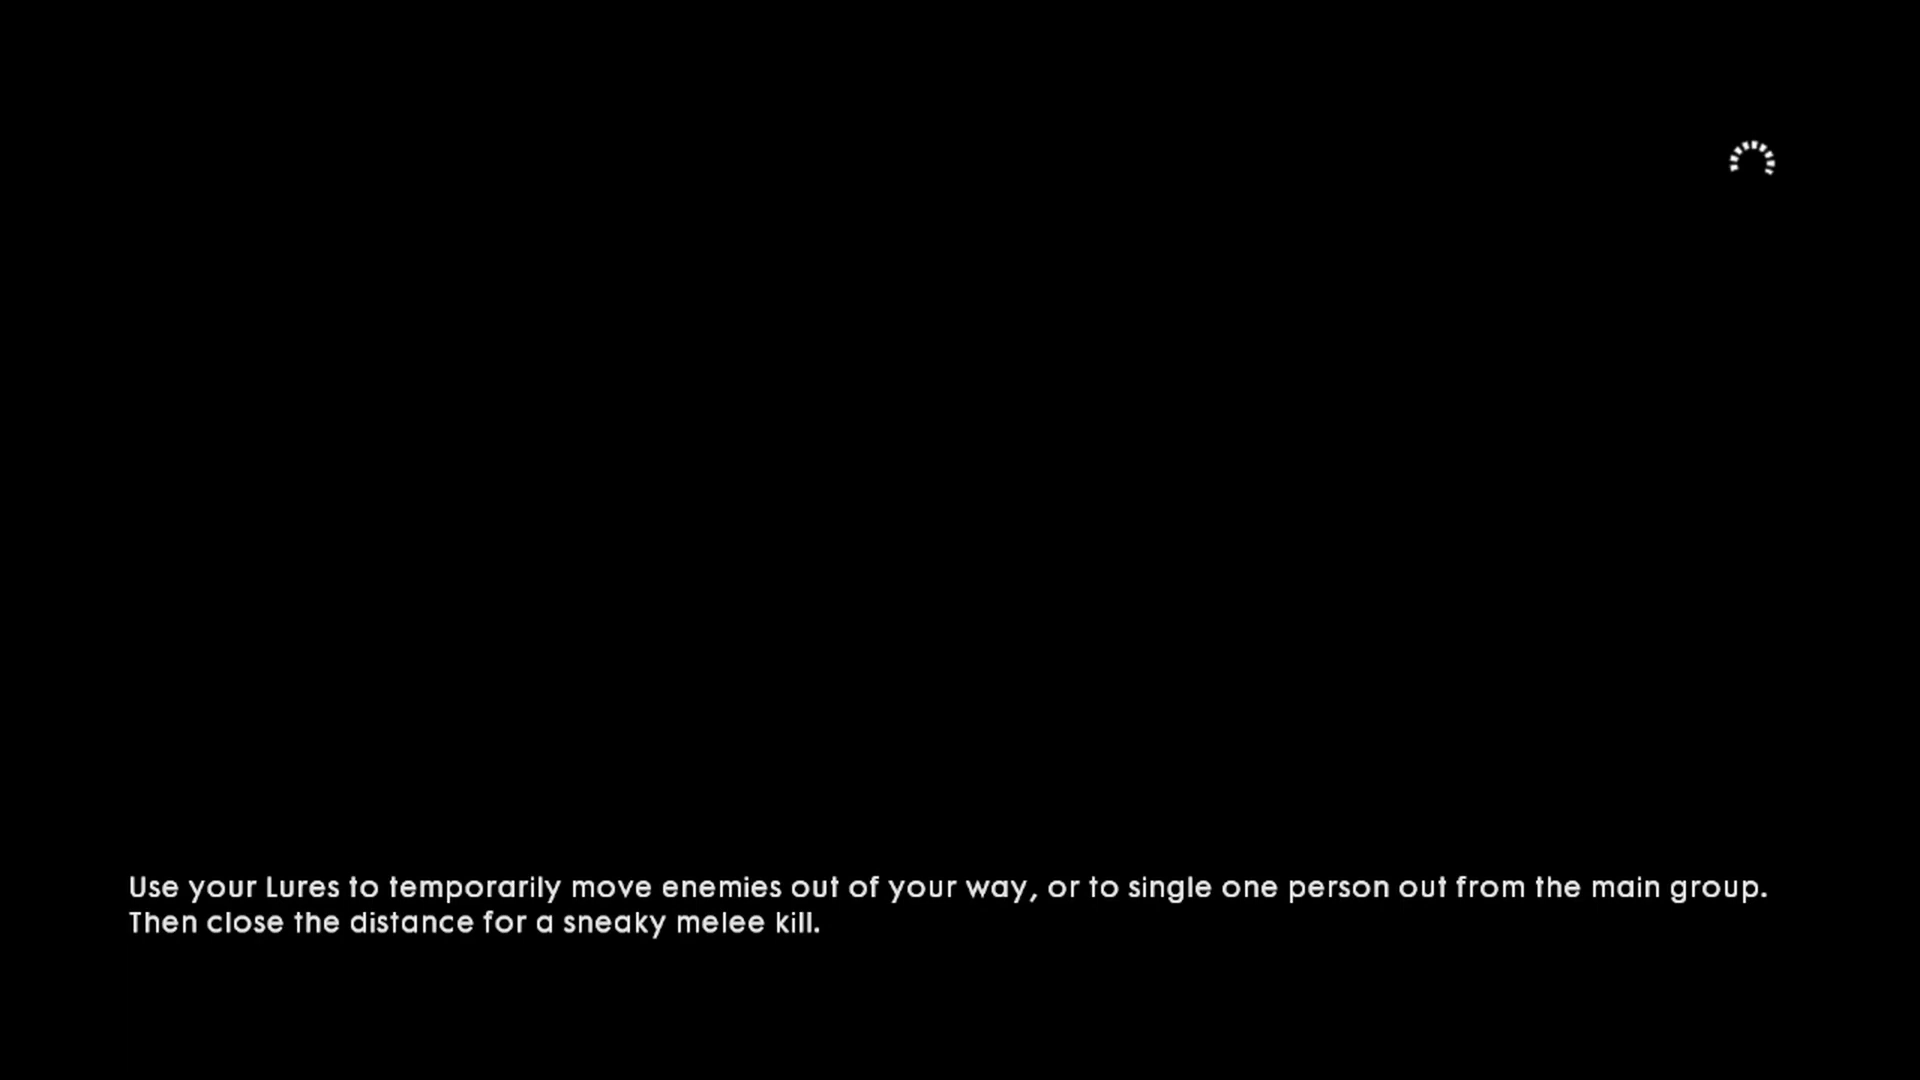 Use your Lures to temporarily move enemies out of your way, or to single one person out from the main group.
Then close the distance for a sneaky melee kill.